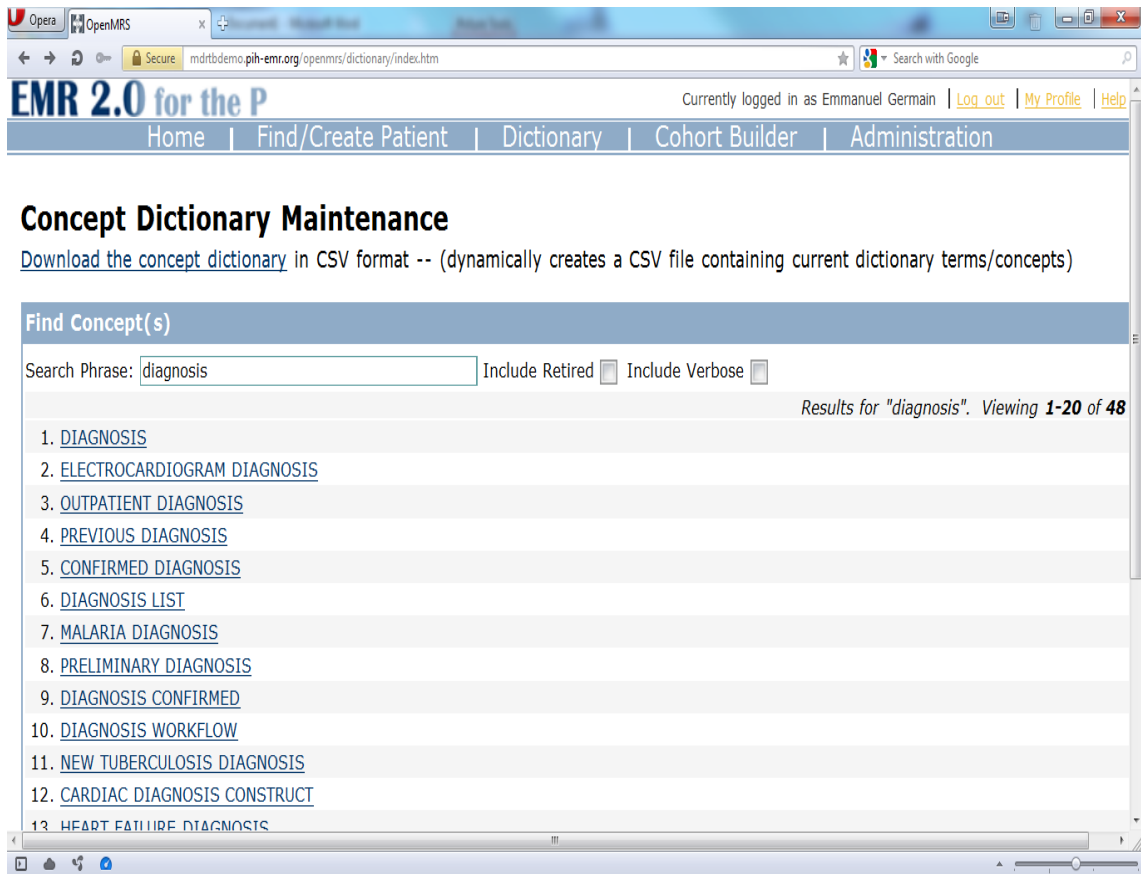 Opera OpenMRS
Secure mdrtbdemo.pih-emr.org/openmrs/dictionary/index.htm Search with Google
EMR 2.0 for the P Currently logged in as Emmanuel Germain | Log out | My Profile | Help
Home | Find/Create Patient | Dictionary | Cohort Builder | Administration
Concept Dictionary Maintenance
Download the concept dictionary in CSV format -- (dynamically creates a CSV file containing current dictionary terms/concepts)
Find Concept(s)
Search Phrase: diagnosis Include Retired Include Verbose
Results for "diagnosis". Viewing 1-20 of 48
1. DIAGNOSIS
2. ELECTROCARDIOGRAM DIAGNOSIS
3. OUTPATIENT DIAGNOSIS
4. PREVIOUS DIAGNOSIS
5. CONFIRMED DIAGNOSIS
6. DIAGNOSIS LIST
7. MALARIA DIAGNOSIS
8. PRELIMINARY DIAGNOSIS
9. DIAGNOSIS CONFIRMED
10. DIAGNOSIS WORKFLOW
11. NEW TUBERCULOSIS DIAGNOSIS
12. CARDIAC DIAGNOSIS CONSTRUCT
13. HEART FAILURE DIAGNOSIS